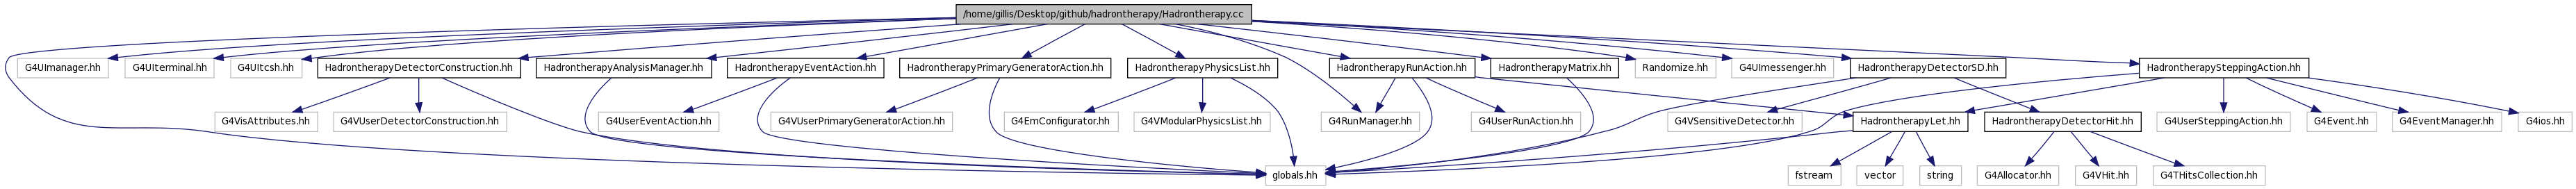 /home/gillis/Desktop/github/hadrontherapy/Hadrontherapy.cc
G4UImanager.hh
G4UIterminal.hh
G4UItcsh.hh
HadrontherapyDetectorConstruction.hh
HadrontherapyAnalysisManager.hh
HadrontherapyEventAction.hh
HadrontherapyPrimaryGeneratorAction.hh
HadrontherapyPhysicsList.hh
HadrontherapyRunAction.hh
HadrontherapyMatrix.hh
Randomize.hh
G4UImessenger.hh
HadrontherapyDetectorSD.hh
HadrontherapySteppingAction.hh
G4VisAttributes.hh
G4VUserDetectorConstruction.hh
G4UserEventAction.hh
G4VUserPrimaryGeneratorAction.hh
G4EmConfigurator.hh
G4VModularPhysicsList.hh
G4RunManager.hh
G4UserRunAction.hh
G4VSensitiveDetector.hh
HadrontherapyLet.hh
HadrontherapyDetectorHit.hh
G4UserSteppingAction.hh
G4Event.hh
G4EventManager.hh
G4ios.hh
globals.hh
fstream
vector
string
G4Allocator.hh
G4VHit.hh
G4THitsCollection.hh